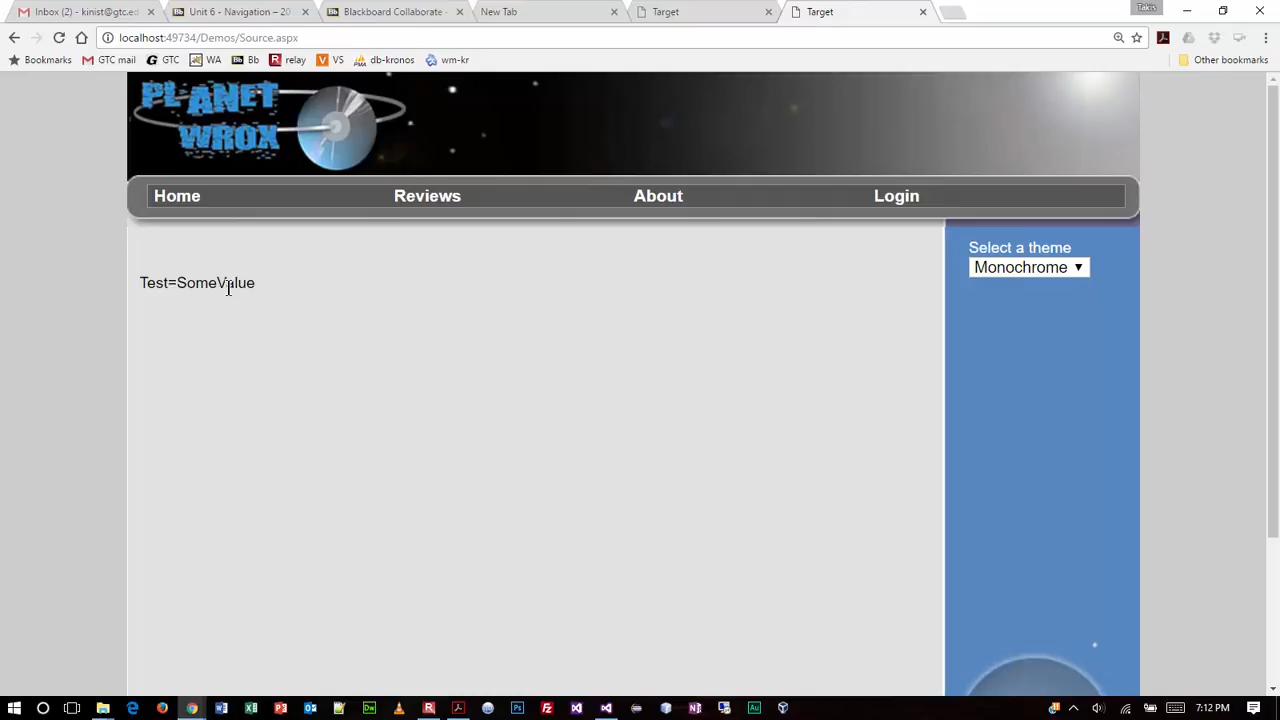 Inbox (2) - kinist@gtc.ed
Unit 6 - Navigation – 20
Blackboard Collaborate -
New Tab
Target
Target
Takis
localhost:49734/Demos/Source.aspx
Bookmarks
GTC mail
GTC
WA
Bb
relay
VS
db-kronos
wm-kr
Other bookmarks
PLANET
WROX
Home
Reviews
About
Login
Select a theme
Monochrome
Test=SomeValue
7:12 PM